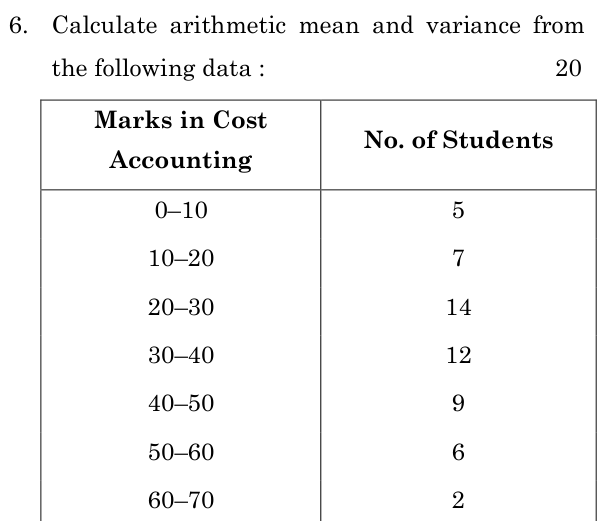 6. Calculate arithmetic mean and variance from
the following data : 20
Marks in Cost
Accounting
No. of Students
0–10 5
10–20 7
20–30 14
30–40 12
40–50 9
50–60 6
60–70 2